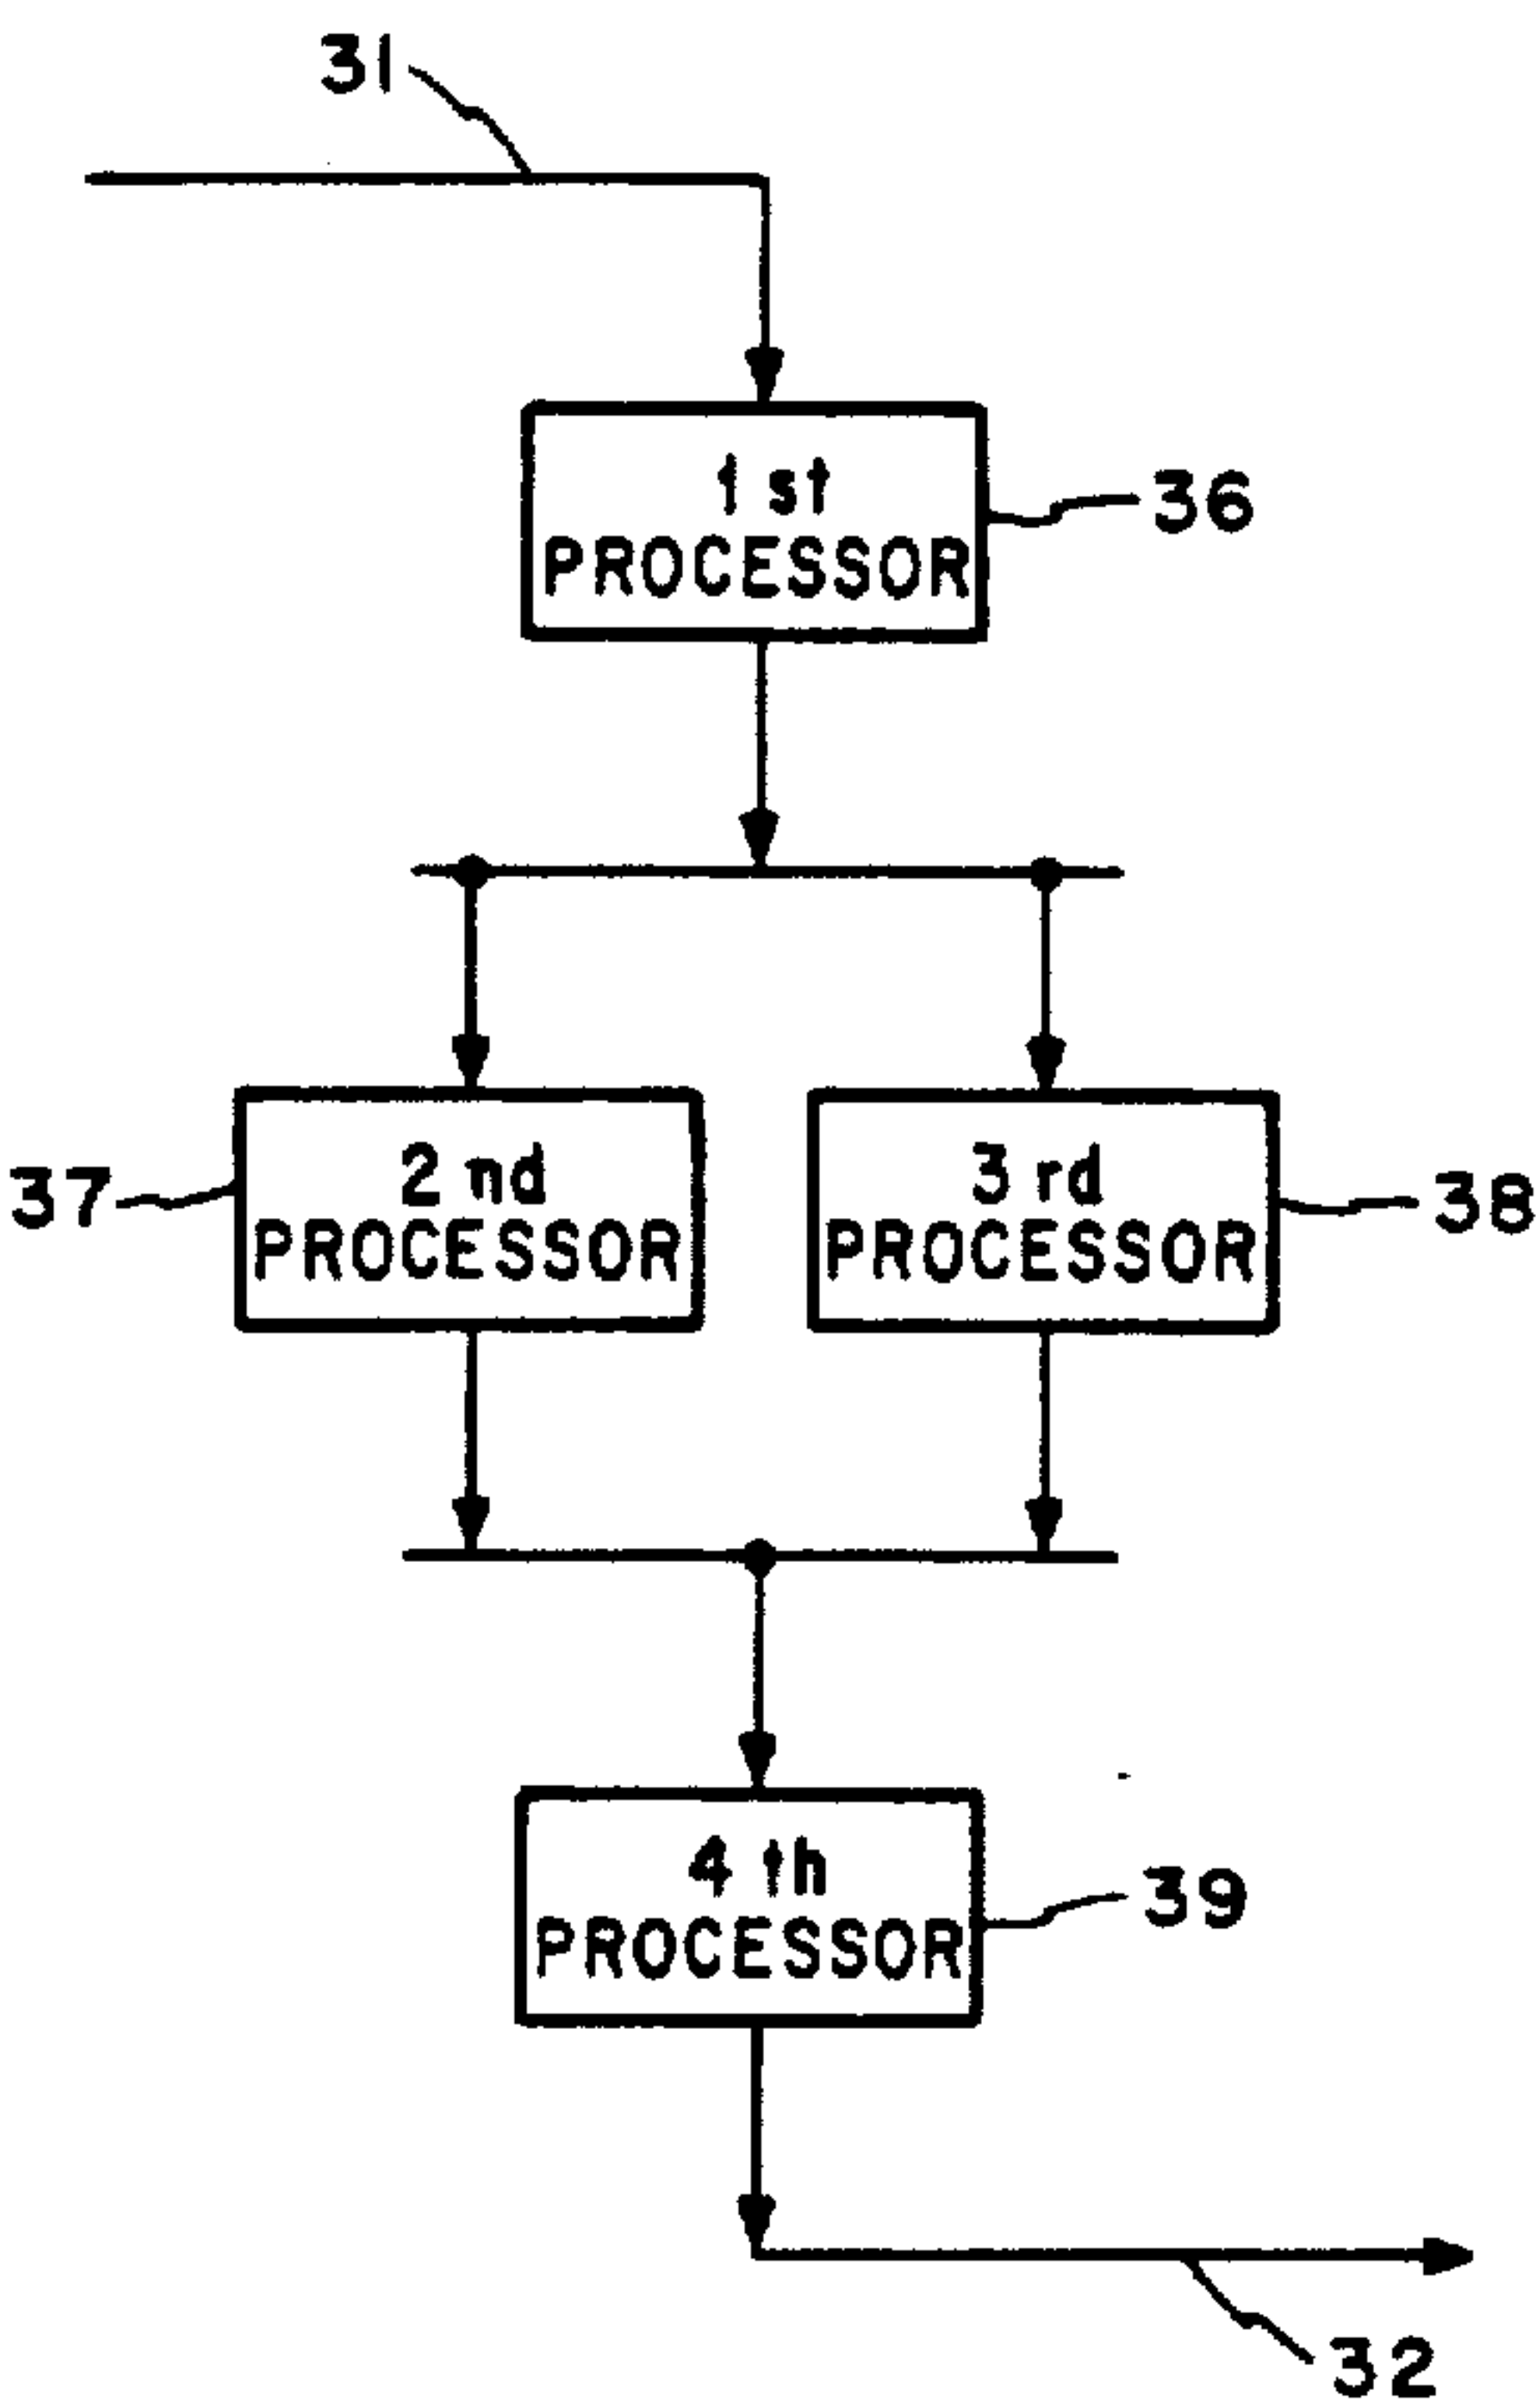 31
1 st
PROCESSOR
36
2 nd
PROCESSOR
37
3 rd
PROCESSOR
38
4 th
PROCESSOR
39
32